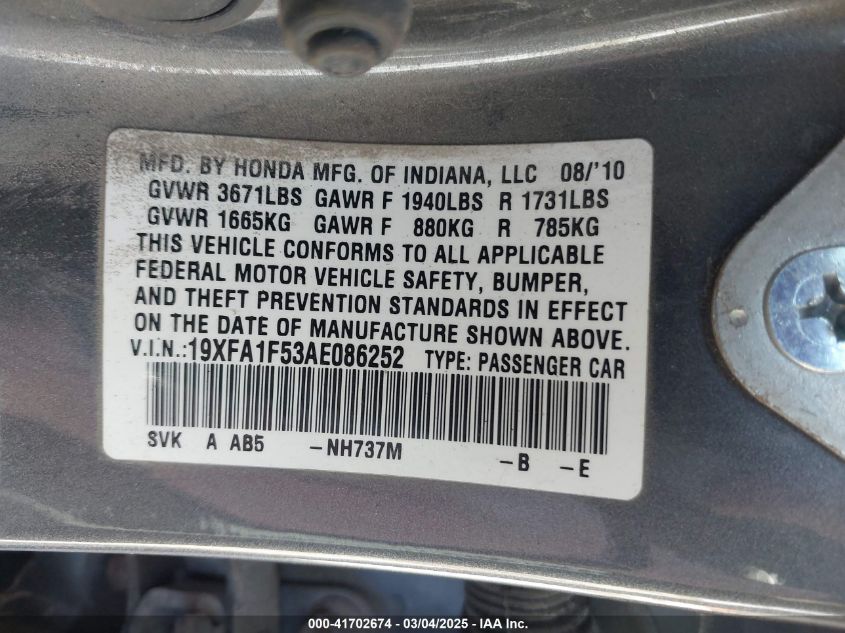 MFD. BY HONDA MFG. OF INDIANA, LLC 08/'10
GVWR 3671LBS GAWR F 1940LBS R 1731LBS
GVWR 1665KG GAWR F 880KG R 785KG
THIS VEHICLE CONFORMS TO ALL APPLICABLE
FEDERAL MOTOR VEHICLE SAFETY, BUMPER,
AND THEFT PREVENTION STANDARDS IN EFFECT
ON THE DATE OF MANUFACTURE SHOWN ABOVE.
V.I.N.:19XFA1F53AE086252 TYPE: PASSENGER CAR
SVK A AB5 -NH737M -B -E
000-41702674 - 03/04/2025 - IAA Inc.